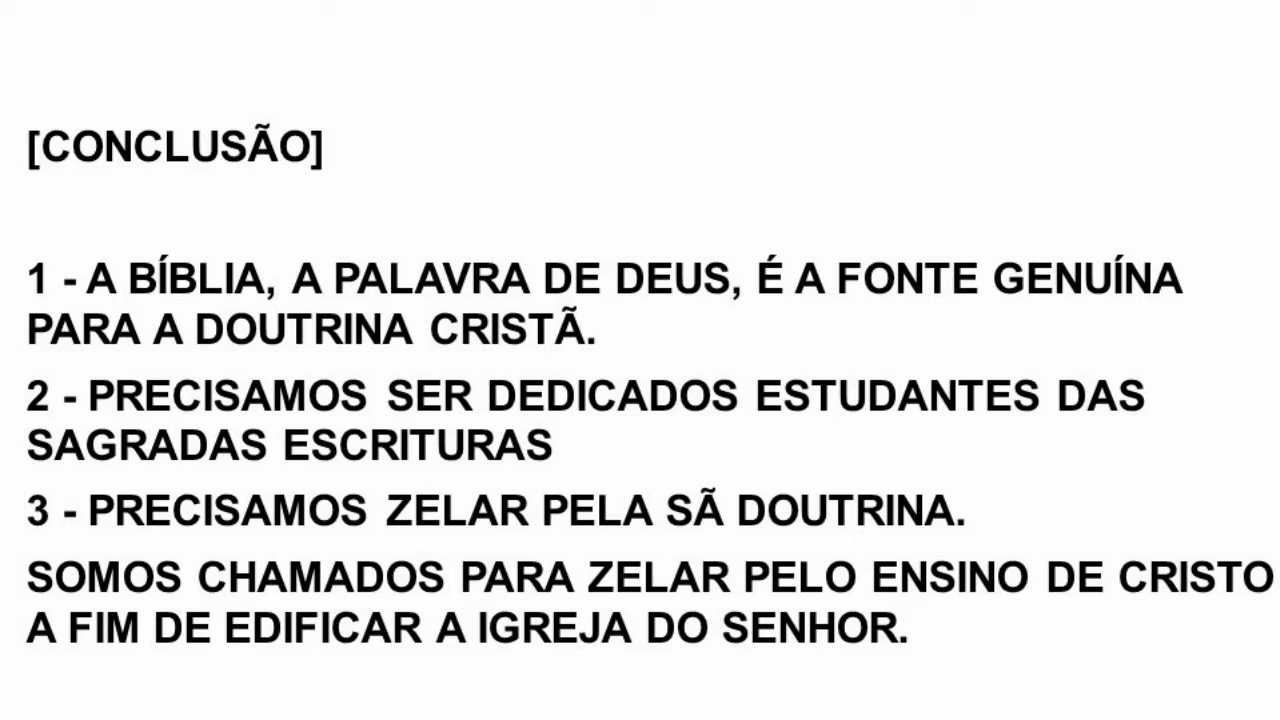 [CONCLUSÃO]
1 - A BÍBLIA, A PALAVRA DE DEUS, É A FONTE GENUÍNA
PARA A DOUTRINA CRISTÃ.
2 - PRECISAMOS SER DEDICADOS ESTUDANTES DAS
SAGRADAS ESCRITURAS
3 - PRECISAMOS ZELAR PELA SÃ DOUTRINA.
SOMOS CHAMADOS PARA ZELAR PELO ENSINO DE CRISTO
A FIM DE EDIFICAR A IGREJA DO SENHOR.